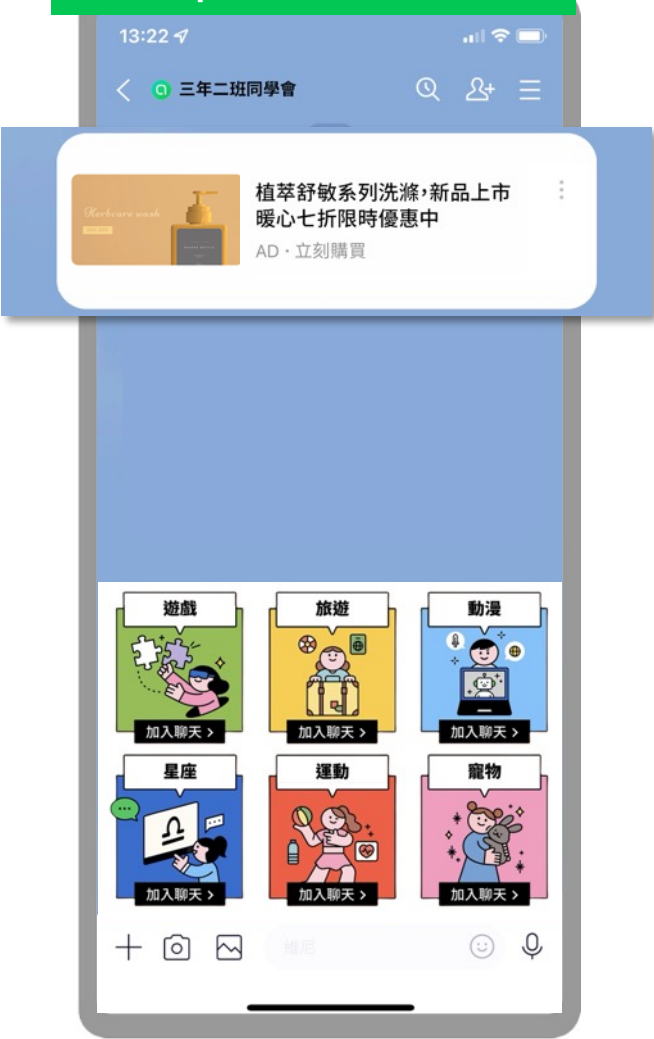 13:22
三年二班同學會
Herbcare wash
植萃舒敏系列洗滌，新品上市
暖心七折限時優惠中
AD · 立刻購買
遊戲
旅遊
動漫
加入聊天 >
加入聊天 >
加入聊天 >
星座
運動
寵物
加入聊天 >
加入聊天 >
加入聊天 >
維尼